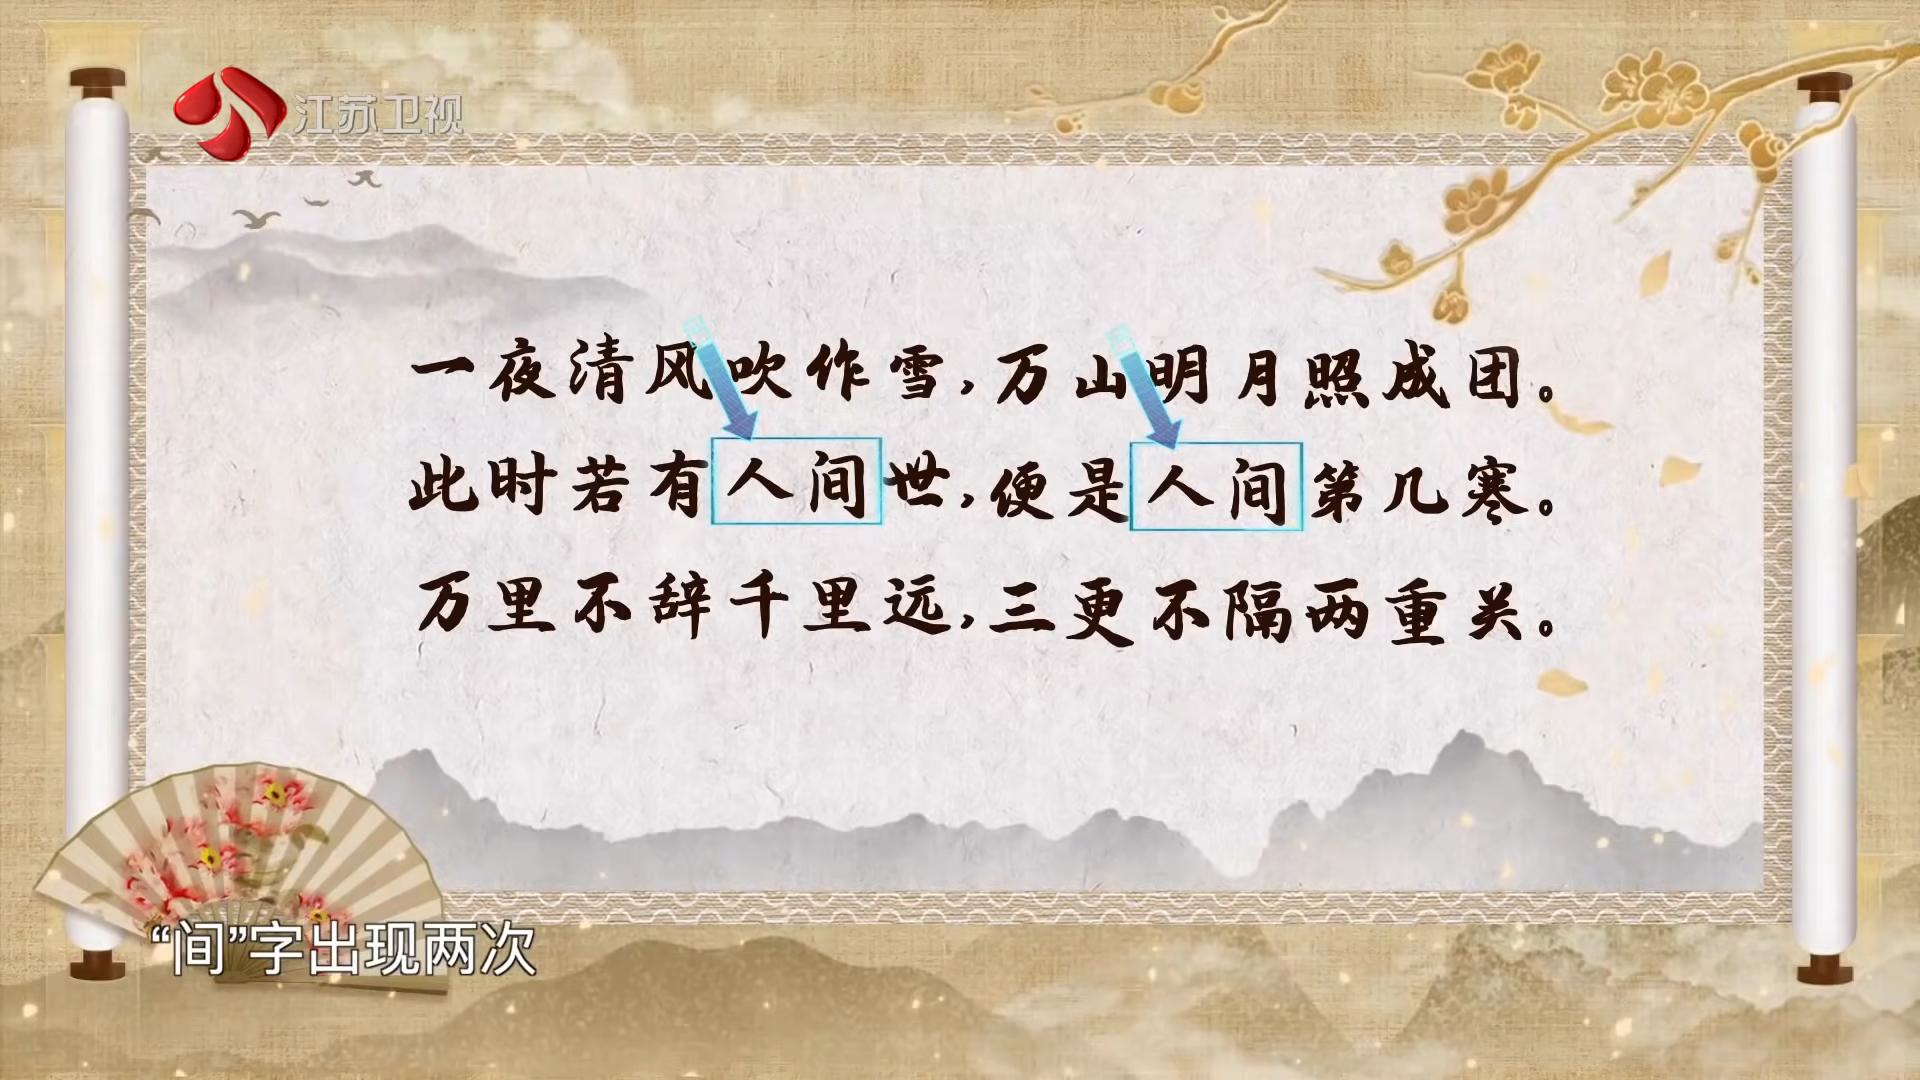 江苏卫视
一夜清风吹作雪,万山明月照成团。
此时若有人间世,便是人间第几寒。
万里不辞千里远,三更不隔两重关。
“间”字出现两次